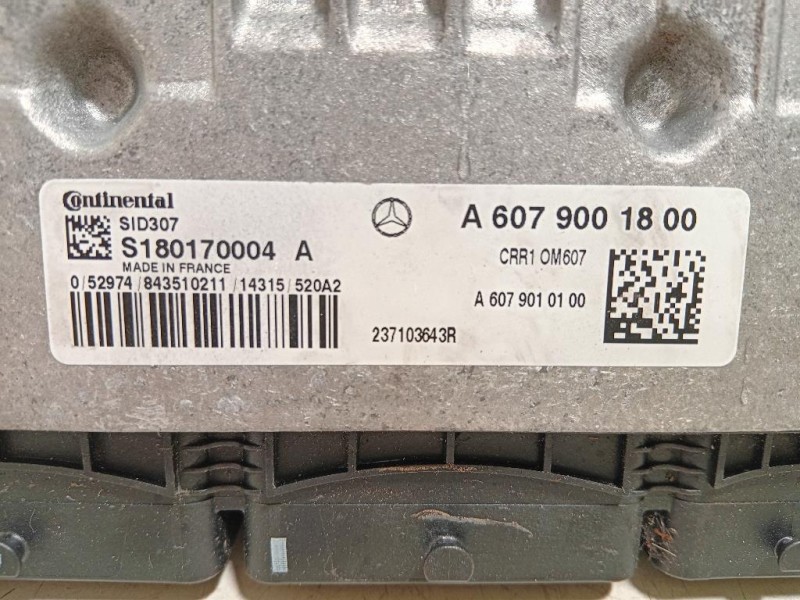 Continental
SID307
S180170004 A
MADE IN FRANCE
0/52974/843510211/14315/520A2
A 607 900 18 00
CRR1 OM607
A 607 901 01 00
237103643R